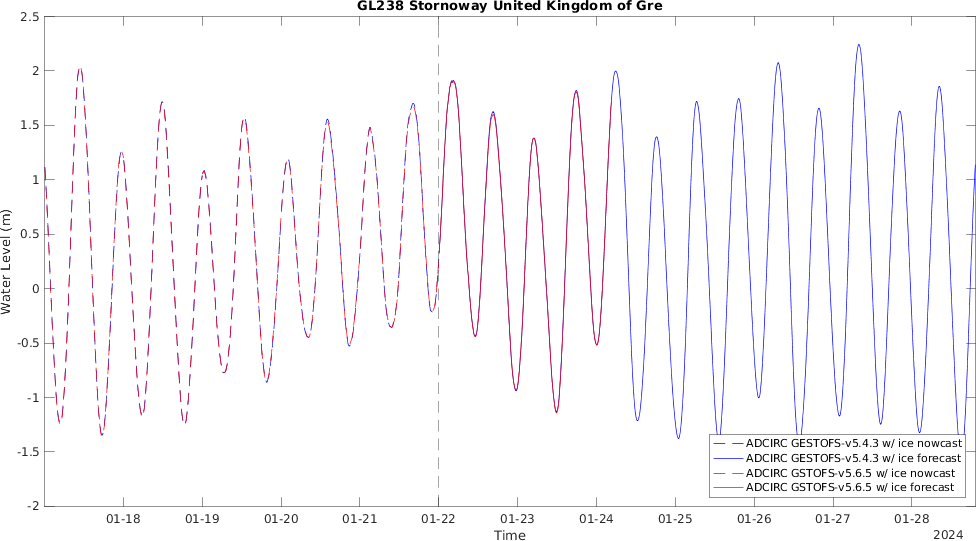 GL238 Stornoway United Kingdom of Gre
2.5
2
1.5
1
0.5
0
-0.5
-1
-1.5
-2
Water Level (m)
01-18 01-19 01-20 01-21 01-22 01-23 01-24 01-25 01-26 01-27 01-28
Time
2024
ADCIRC GESTOFS-v5.4.3 w/ ice nowcast
ADCIRC GESTOFS-v5.4.3 w/ ice forecast
ADCIRC GSTOFS-v5.6.5 w/ ice nowcast
ADCIRC GSTOFS-v5.6.5 w/ ice forecast